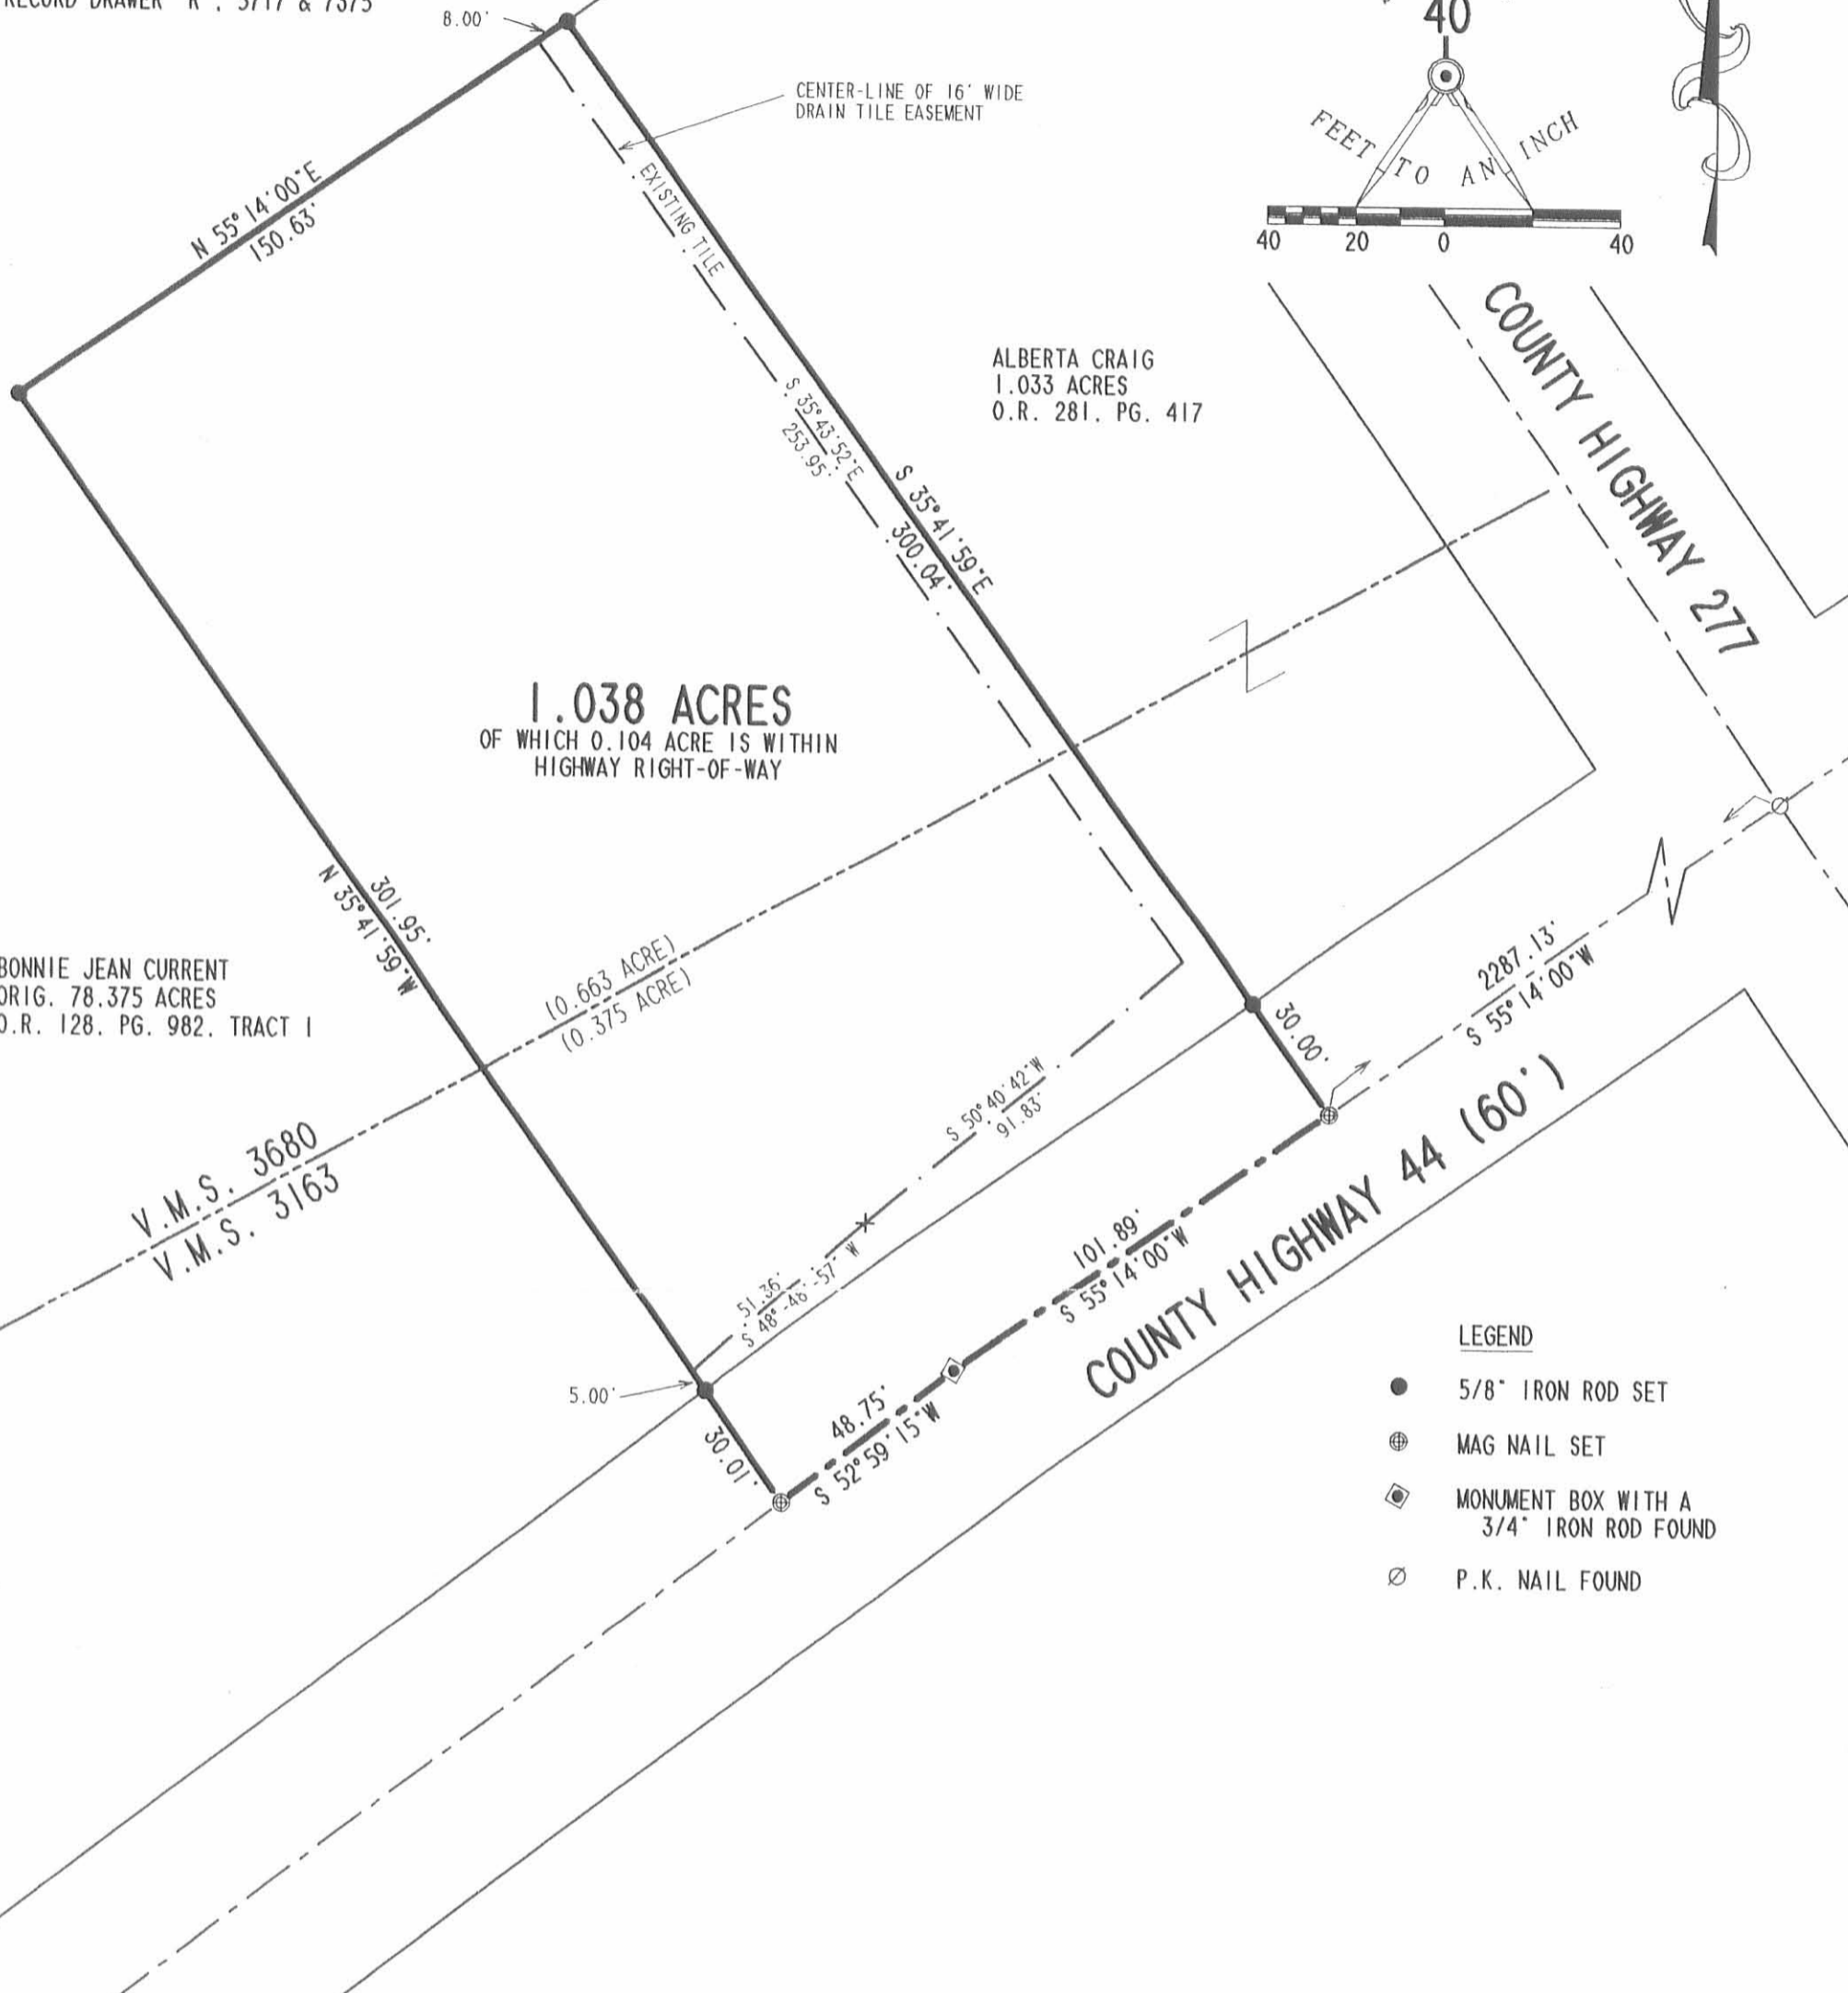 RECORD DRAWER "R", 5717 & 7375
8.00'
CENTER-LINE OF 16' WIDE
DRAIN TILE EASEMENT
40
FEET TO AN INCH
40 20 0 40
N 55°14'00"E
150.63'
EXISTING TILE
S 35°43'52"E
253.95'
S 35°41'59"E
300.04'
ALBERTA CRAIG
1.033 ACRES
O.R. 281, PG. 417
COUNTY HIGHWAY 277
1.038 ACRES
OF WHICH 0.104 ACRE IS WITHIN
HIGHWAY RIGHT-OF-WAY
301.95'
N 35°41'59"W
BONNIE JEAN CURRENT
ORIG. 78.375 ACRES
O.R. 128, PG. 982, TRACT 1
(0.663 ACRE)
(0.375 ACRE)
V.M.S. 3680
V.M.S. 3163
2287.13'
S 55°14'00"W
30.00'
S 50°40'42"W
91.83'
51.36'
S 48°-46'-57" W
101.89'
S 55°14'00"W
COUNTY HIGHWAY 44 (60')
5.00'
48.75'
S 52°59'15"W
30.01'
LEGEND
5/8" IRON ROD SET
MAG NAIL SET
MONUMENT BOX WITH A
3/4" IRON ROD FOUND
P.K. NAIL FOUND